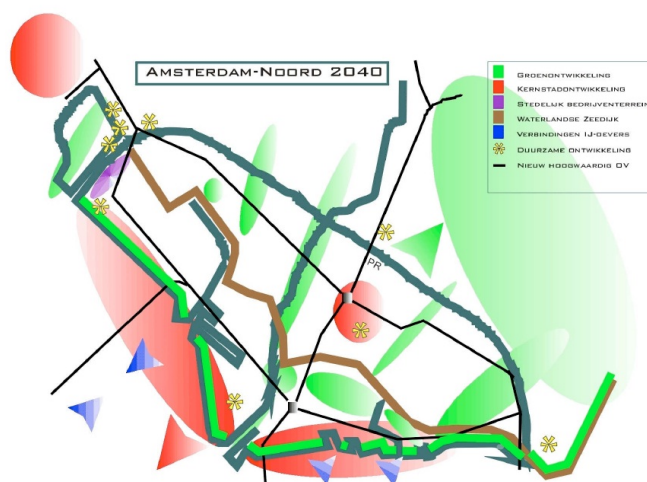 Amsterdam-Noord 2040
Groenontwikkeling
Kernstadontwikkeling
Stedelijk bedrijventerrein
Waterlandse Zeedijk
Verbindingen IJ-oevers
Duurzame ontwikkeling
Nieuw hoogwaardig OV
PR